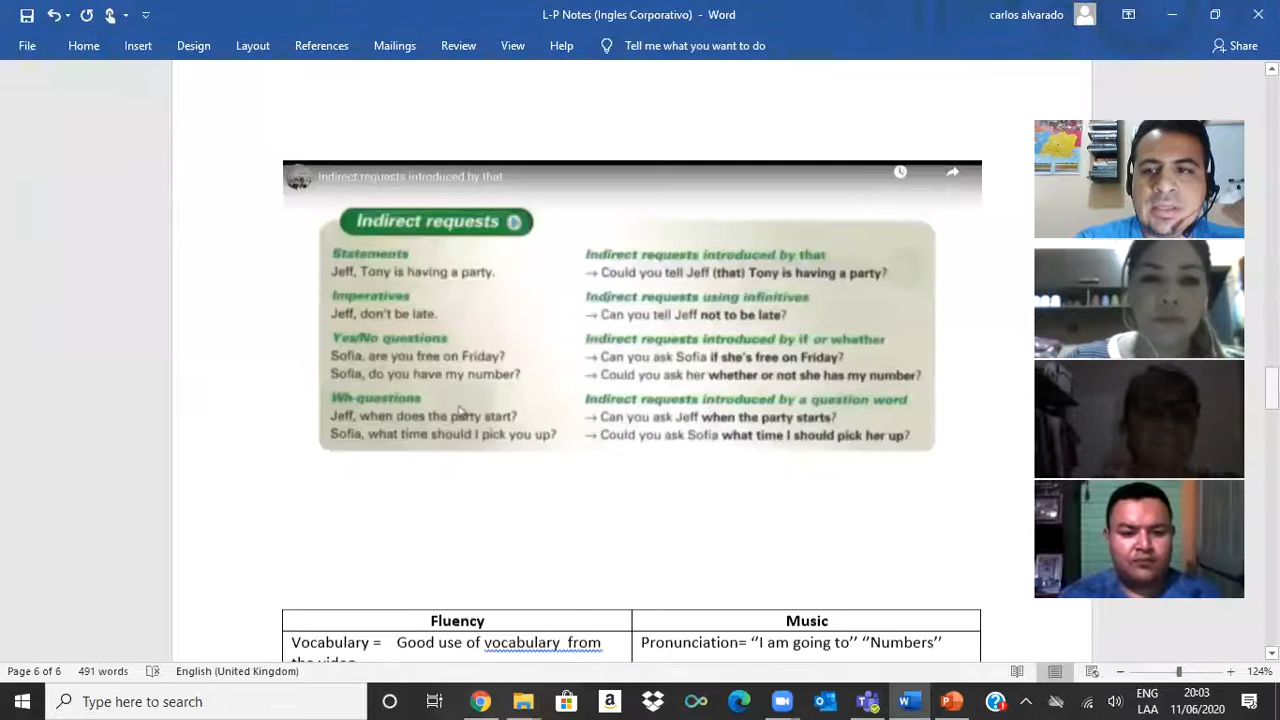 L-P Notes (Ingles Corporativo) - Word
carlos alvarado
File Home Insert Design Layout References Mailings Review View Help Tell me what you want to do Share
Indirect requests introduced by that
Indirect requests
Statements
Jeff, Tony is having a party.
Indirect requests introduced by that
→ Could you tell Jeff (that) Tony is having a party?
Imperatives
Jeff, don't be late.
Indirect requests using infinitives
→ Can you tell Jeff not to be late?
Yes/No questions
Sofia, are you free on Friday?
Sofia, do you have my number?
Indirect requests introduced by if or whether
→ Can you ask Sofia if she's free on Friday?
→ Could you ask her whether or not she has my number?
Wh-questions
Jeff, when does the party start?
Sofia, what time should I pick you up?
Indirect requests introduced by a question word
→ Can you ask Jeff when the party starts?
→ Could you ask Sofia what time I should pick her up?
Fluency
Music
Vocabulary = Good use of vocabulary from
the video
Pronunciation= ‘’I am going to’’ ‘’Numbers’’
Page 6 of 6 491 words English (United Kingdom) 124%
Type here to search
ENG
LAA
20:03
11/06/2020